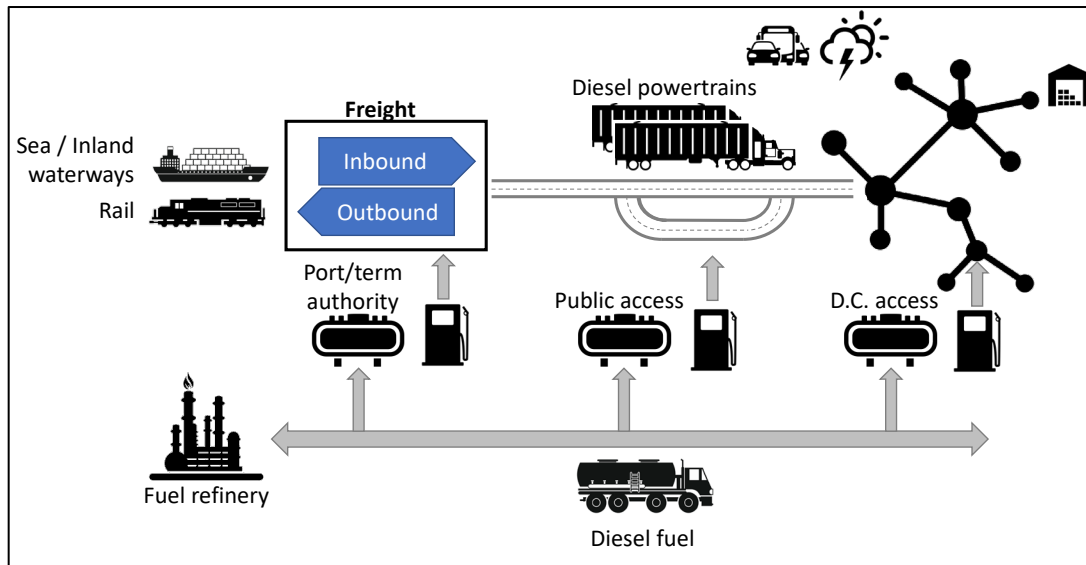 Diesel powertrains
Freight
Sea / Inland
waterways
Inbound
Rail
Outbound
Port/term
authority
Public access
D.C. access
Fuel refinery
Diesel fuel